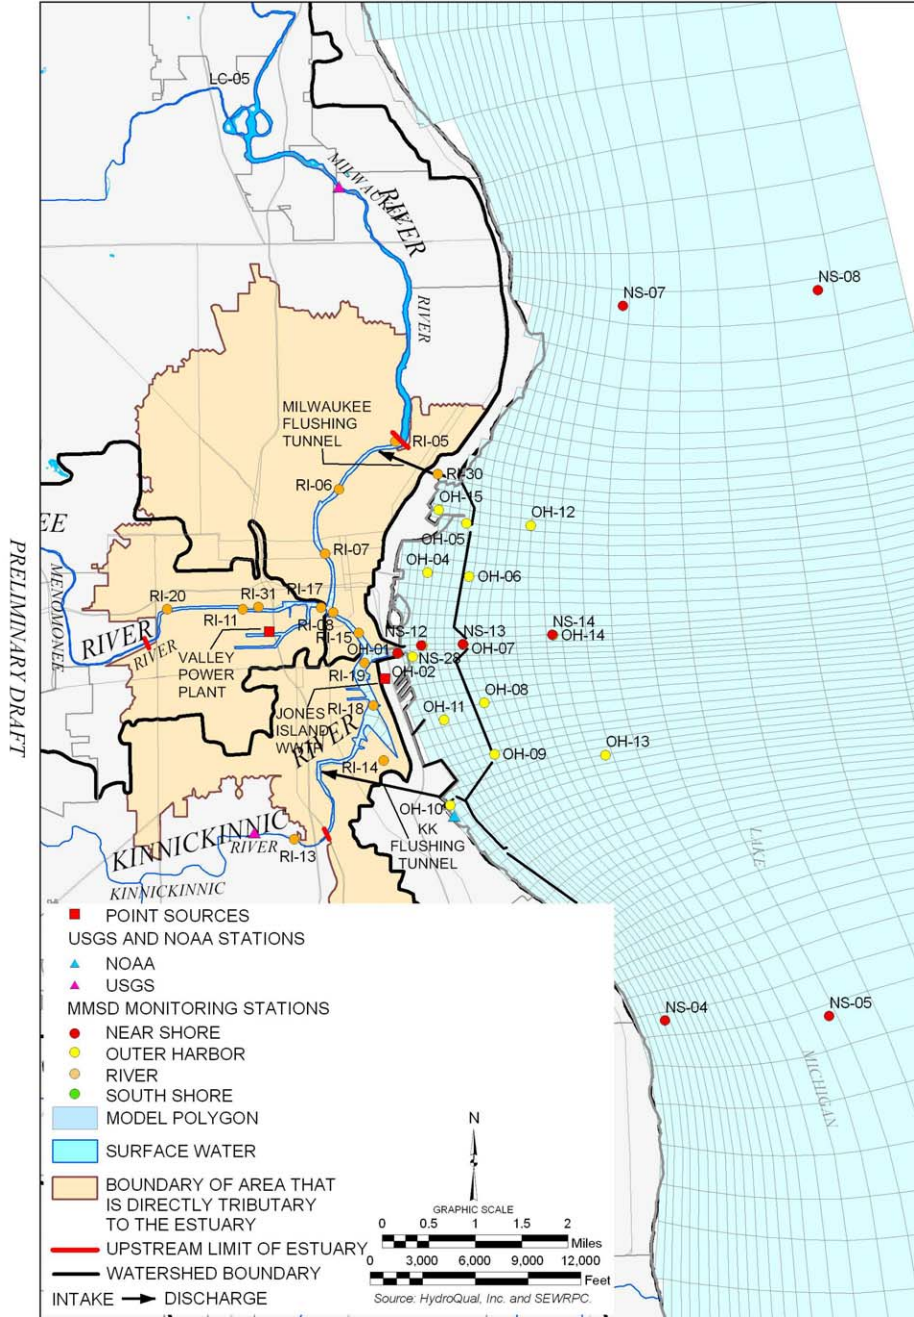 LC-05
MILWAUKEE
RIVER
RIVER
NS-07
NS-08
MILWAUKEE
FLUSHING
TUNNEL
RI-05
RI-30
RI-06
OH-15
OH-12
OH-05
EE
RI-07
OH-04
OH-06
PRELIMINARY DRAFT
MENOMONEE
RI-20
RI-31
RI-17
RI-11
RI-08
RI-15
NS-14
OH-14
NS-12
NS-13
OH-07
RIVER
RIVER
OH-01
NS-28
VALLEY
POWER
PLANT
RI-19
OH-02
OH-08
JONES
ISLAND
WWTP
RI-18
OH-11
RIVER
OH-09
OH-13
RI-14
OH-10
KK
FLUSHING
TUNNEL
KINNICKINNIC
RIVER
RI-13
KINNICKINNIC
LAKE
MICHIGAN
NS-04
NS-05
POINT SOURCES
USGS AND NOAA STATIONS
NOAA
USGS
MMSD MONITORING STATIONS
NEAR SHORE
OUTER HARBOR
RIVER
SOUTH SHORE
MODEL POLYGON
SURFACE WATER
BOUNDARY OF AREA THAT
IS DIRECTLY TRIBUTARY
TO THE ESTUARY
UPSTREAM LIMIT OF ESTUARY
WATERSHED BOUNDARY
INTAKE DISCHARGE
N
GRAPHIC SCALE
0 0.5 1 1.5 2
Miles
0 3,000 6,000 9,000 12,000
Feet
Source: HydroQual, Inc. and SEWRPC.